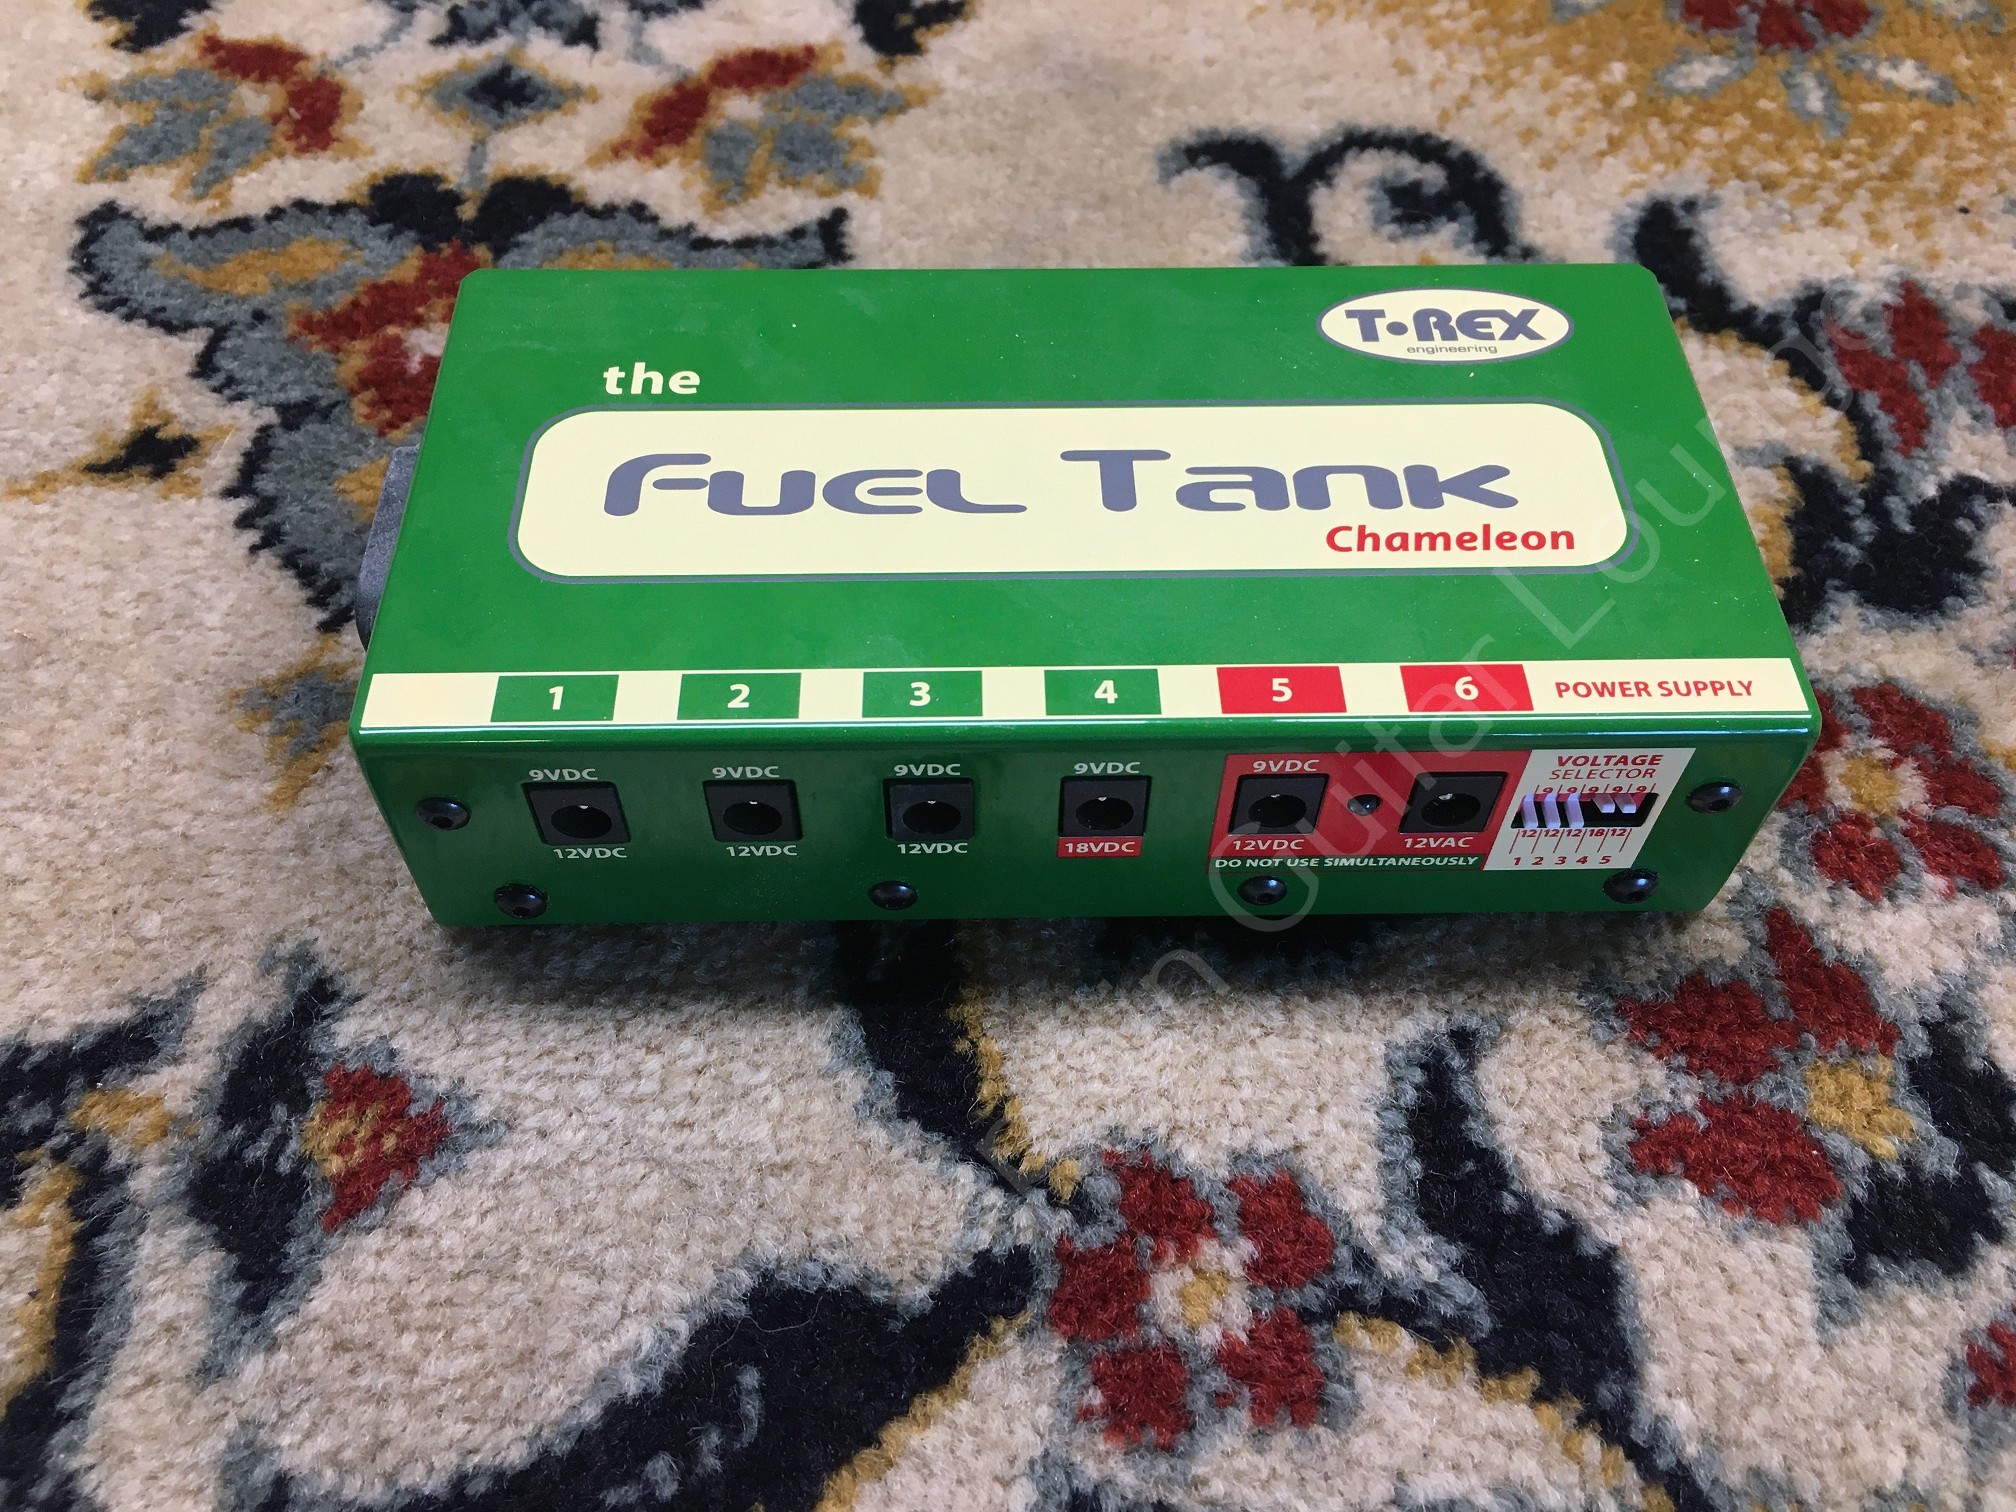 T•REX
engineering
the
Fuel Tank
Chameleon
1 2 3 4 5 6 POWER SUPPLY
9VDC 9VDC 9VDC 9VDC 9VDC
VOLTAGE
SELECTOR
9 9 9 9 9
12VDC 12VDC 12VDC 18VDC 12VDC 12VAC
12 12 12 18 12
DO NOT USE SIMULTANEOUSLY
1 2 3 4 5
Guitar Lounge